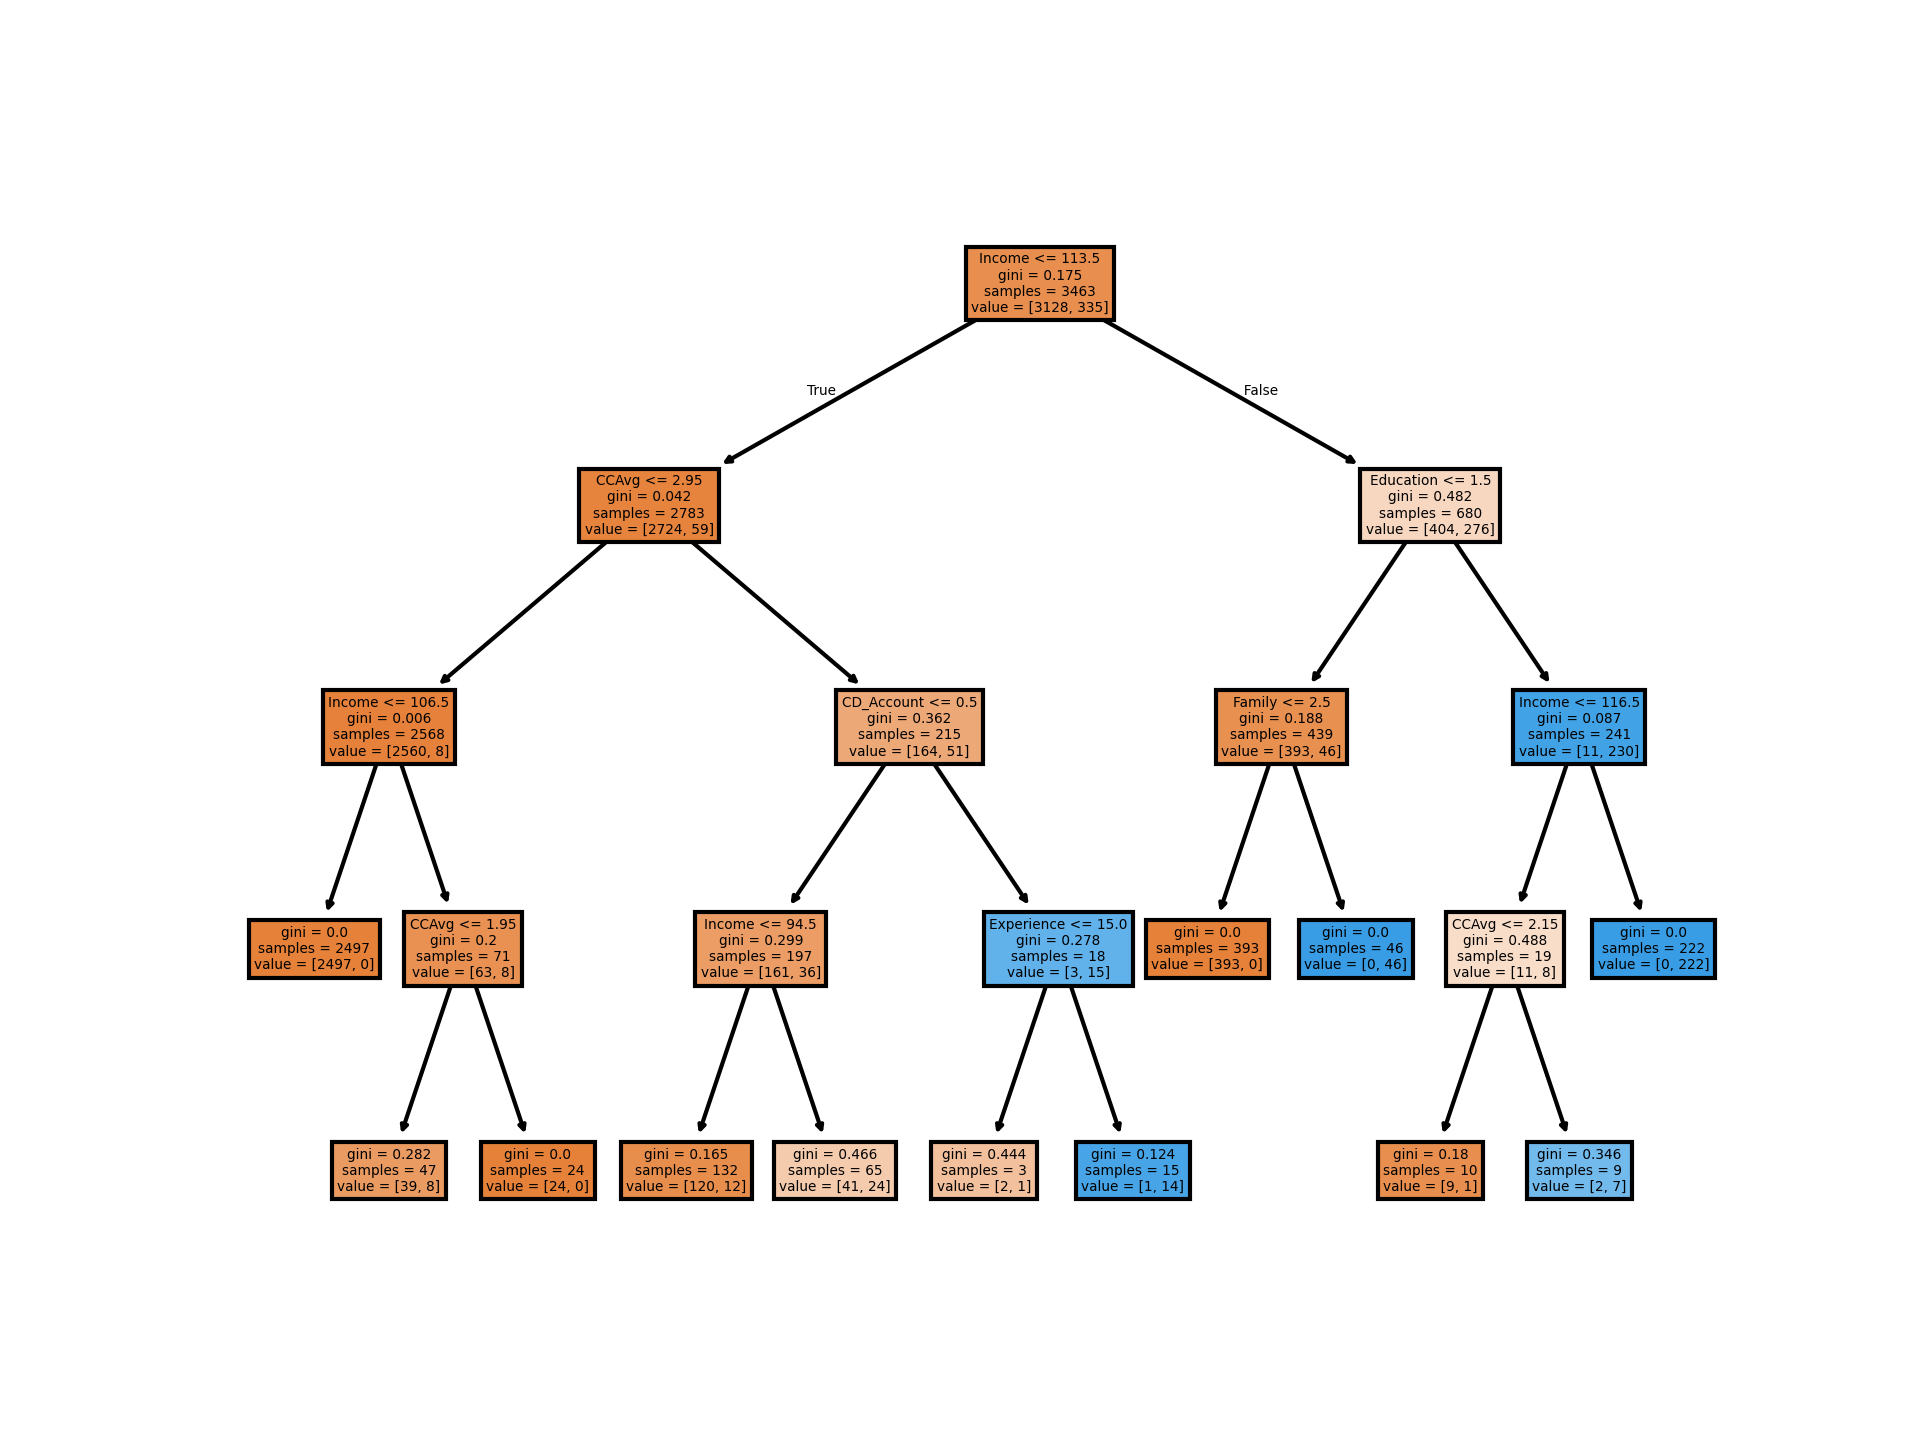 Income <= 113.5
gini = 0.175
samples = 3463
value = [3128, 335]
True
False
CCAvg <= 2.95
gini = 0.042
samples = 2783
value = [2724, 59]
Education <= 1.5
gini = 0.482
samples = 680
value = [404, 276]
Income <= 106.5
gini = 0.006
samples = 2568
value = [2560, 8]
CD_Account <= 0.5
gini = 0.362
samples = 215
value = [164, 51]
Family <= 2.5
gini = 0.188
samples = 439
value = [393, 46]
Income <= 116.5
gini = 0.087
samples = 241
value = [11, 230]
gini = 0.0
samples = 2497
value = [2497, 0]
CCAvg <= 1.95
gini = 0.2
samples = 71
value = [63, 8]
Income <= 94.5
gini = 0.299
samples = 197
value = [161, 36]
Experience <= 15.0
gini = 0.278
samples = 18
value = [3, 15]
gini = 0.0
samples = 393
value = [393, 0]
gini = 0.0
samples = 46
value = [0, 46]
CCAvg <= 2.15
gini = 0.488
samples = 19
value = [11, 8]
gini = 0.0
samples = 222
value = [0, 222]
gini = 0.282
samples = 47
value = [39, 8]
gini = 0.0
samples = 24
value = [24, 0]
gini = 0.165
samples = 132
value = [120, 12]
gini = 0.466
samples = 65
value = [41, 24]
gini = 0.444
samples = 3
value = [2, 1]
gini = 0.124
samples = 15
value = [1, 14]
gini = 0.18
samples = 10
value = [9, 1]
gini = 0.346
samples = 9
value = [2, 7]